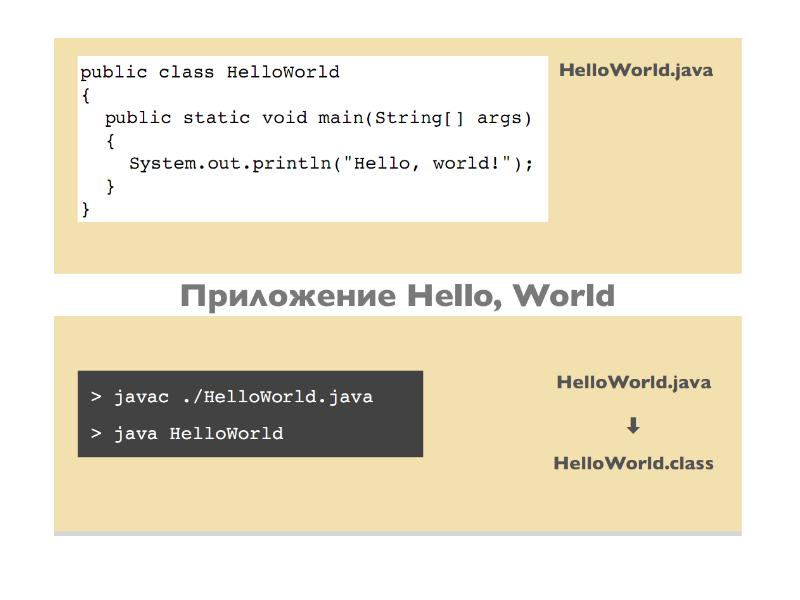 public class HelloWorld
{
  public static void main(String[] args)
  {
    System.out.println("Hello, world!");
  }
}
HelloWorld.java
Приложение Hello, World
> javac ./HelloWorld.java
> java HelloWorld
HelloWorld.java
⬇
HelloWorld.class